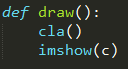 def draw():
    cla()
    imshow(c)